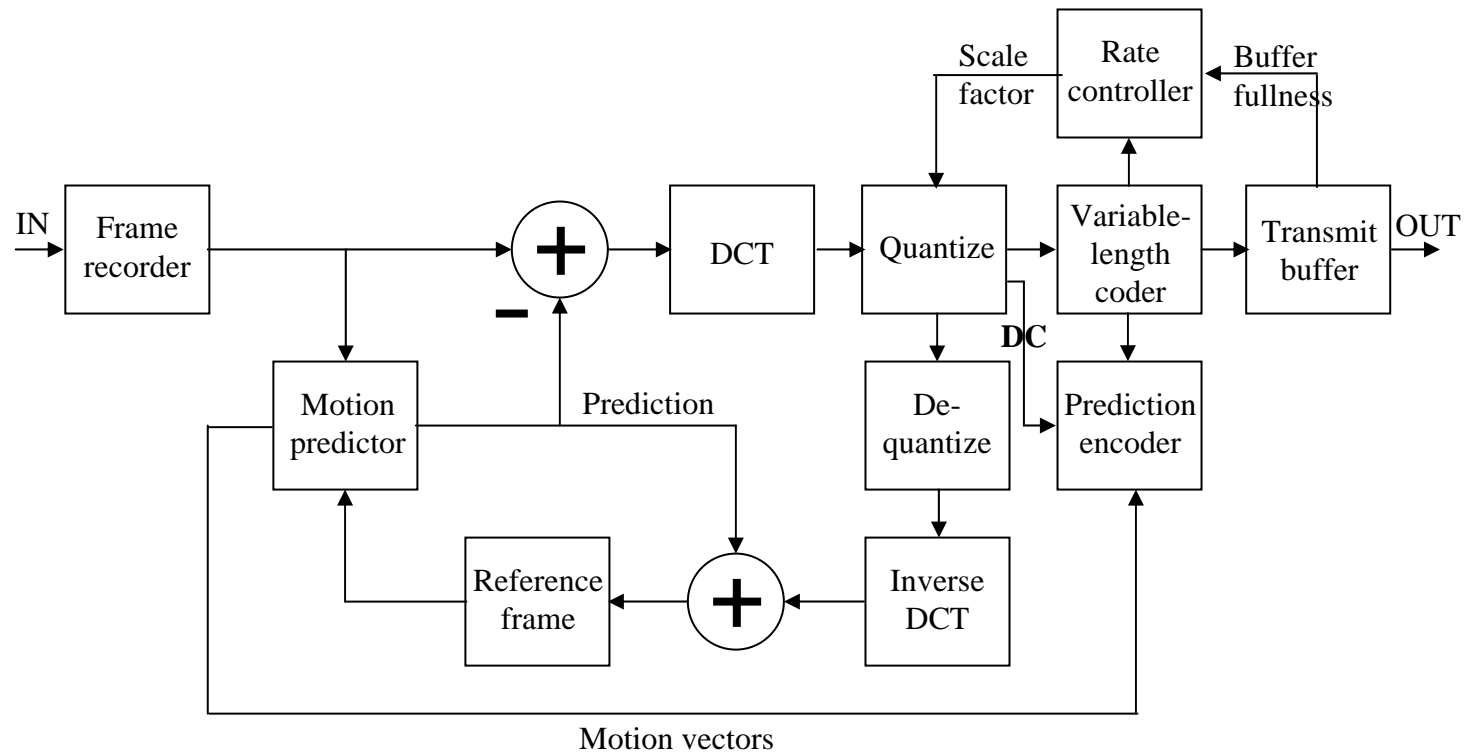 Scale
factor
Rate
controller
Buffer
fullness
IN
Frame
recorder
+
DCT
Quantize
Variable-
length
coder
Transmit
buffer
OUT
−
DC
Motion
predictor
Prediction
De-
quantize
Prediction
encoder
Reference
frame
+
Inverse
DCT
Motion vectors